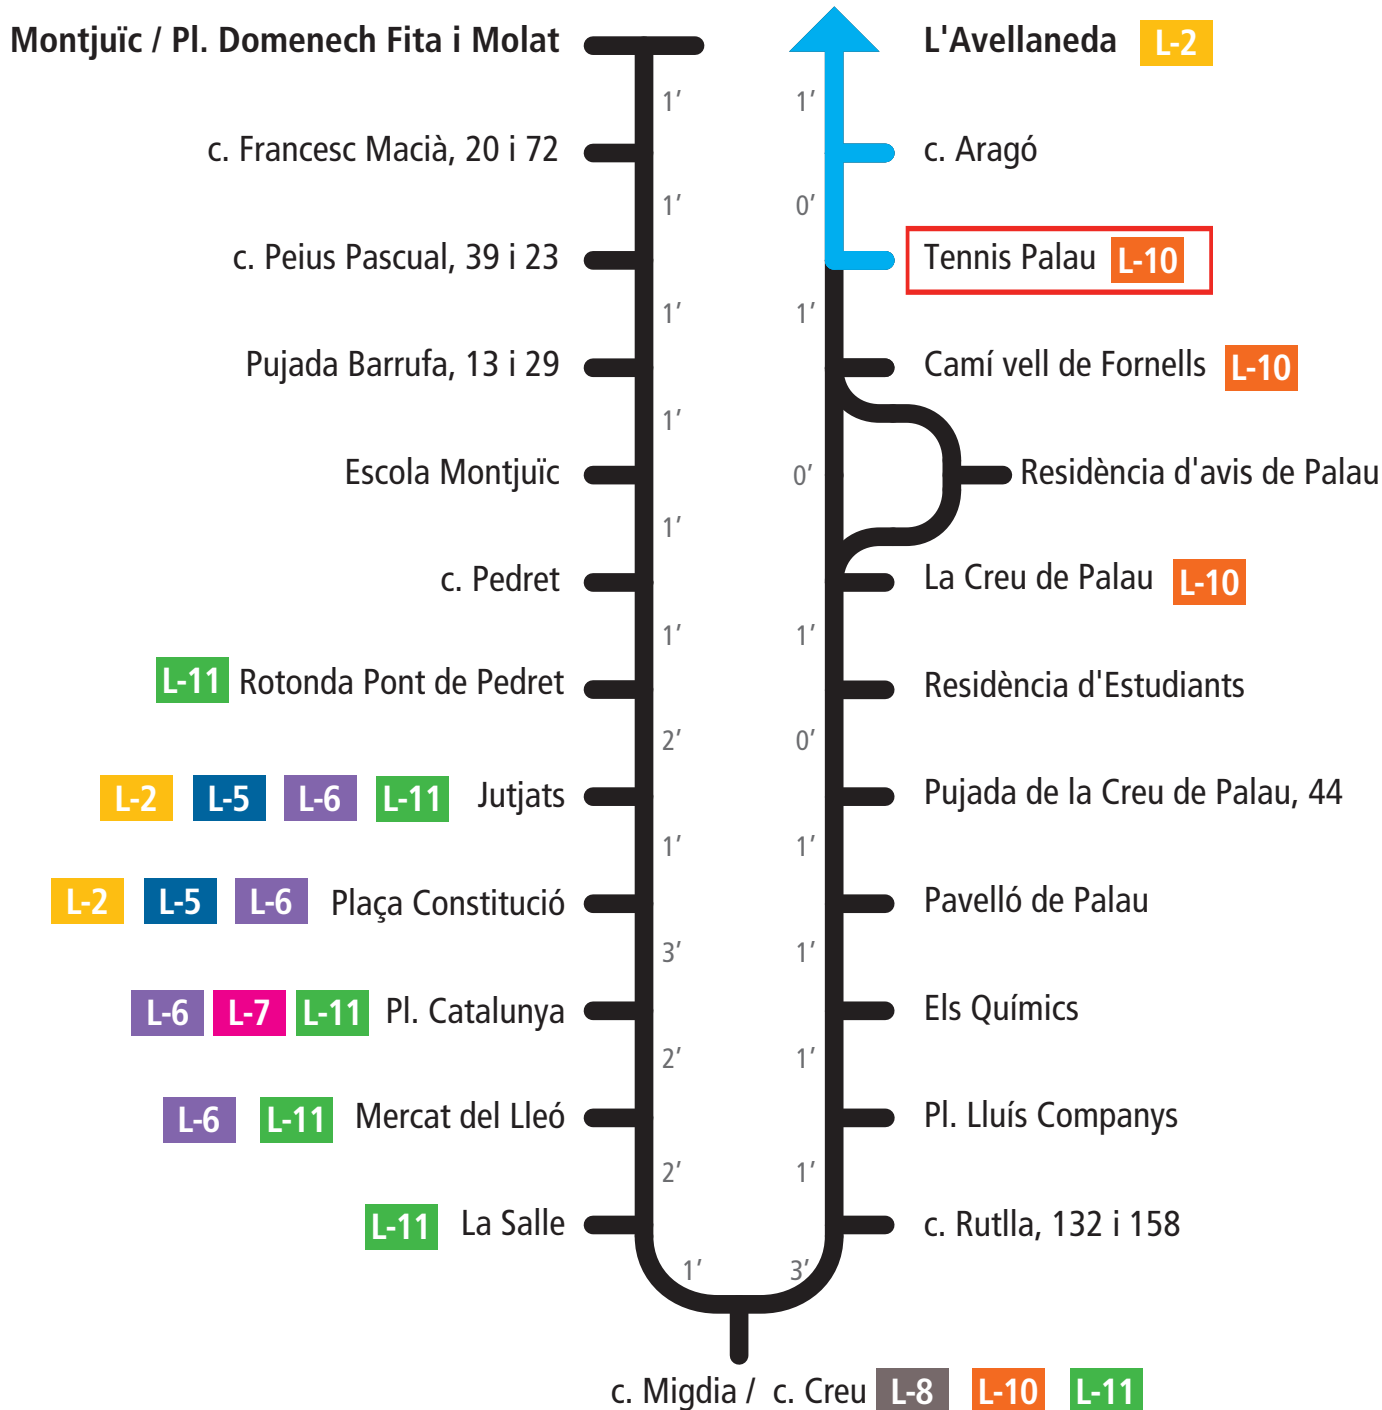 Montjuïc / Pl. Domenech Fita i Molat
1’
c. Francesc Macià, 20 i 72
1’
c. Peius Pascual, 39 i 23
1’
Pujada Barrufa, 13 i 29
1’
Escola Montjuïc
1’
c. Pedret
1’
L-11 Rotonda Pont de Pedret
2’
L-2 L-5 L-6 L-11 Jutjats
1’
L-2 L-5 L-6 Plaça Constitució
3’
L-6 L-7 L-11 Pl. Catalunya
2’
L-6 L-11 Mercat del Lleó
2’
L-11 La Salle
1’
c. Migdia / c. Creu L-8 L-10 L-11
L'Avellaneda L-2
1’
c. Aragó
0’
Tennis Palau L-10
1’
Camí vell de Fornells L-10
0’
Residència d'avis de Palau
La Creu de Palau L-10
1’
Residència d'Estudiants
0’
Pujada de la Creu de Palau, 44
1’
Pavelló de Palau
1’
Els Químics
1’
Pl. Lluís Companys
1’
c. Rutlla, 132 i 158
3’